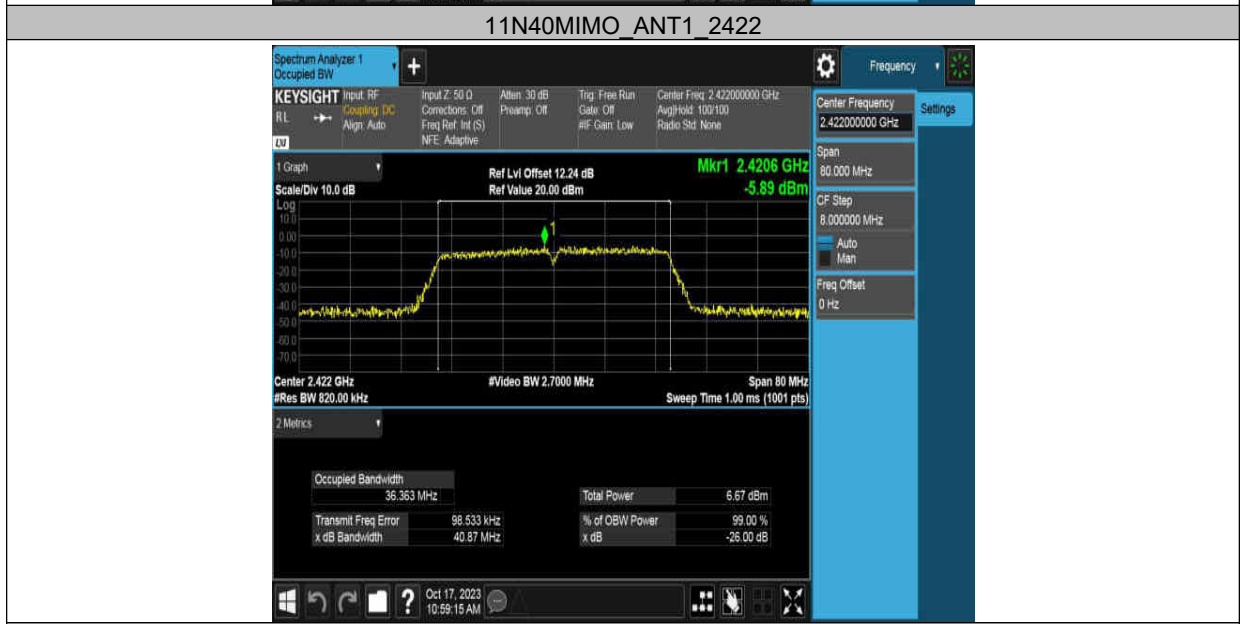 11N40MIMO_ANT1_2422
Spectrum Analyzer 1
Occupied BW
+
Frequency
KEYSIGHT
RL
LXI
Input: RF
Coupling: DC
Align: Auto
Input Z: 50 Ω
Corrections: Off
Freq Ref: Int (S)
NFE: Adaptive
Atten: 30 dB
Preamp: Off
Trig: Free Run
Gate: Off
#IF Gain: Low
Center Freq: 2.422000000 GHz
Avg|Hold: 100/100
Radio Std: None
Center Frequency
2.422000000 GHz
Settings
Span
80.000 MHz
CF Step
8.000000 MHz
Auto
Man
Freq Offset
0 Hz
1 Graph
Scale/Div 10.0 dB
Ref Lvl Offset 12.24 dB
Ref Value 20.00 dBm
Mkr1 2.4206 GHz
-5.89 dBm
Log
10.0
0.00
-10.0
-20.0
-30.0
-40.0
-50.0
-60.0
-70.0
1
Center 2.422 GHz
#Video BW 2.7000 MHz
Span 80 MHz
#Res BW 820.00 kHz
Sweep Time 1.00 ms (1001 pts)
2 Metrics
Occupied Bandwidth
36.363 MHz
Total Power 6.67 dBm
Transmit Freq Error 98.533 kHz
% of OBW Power 99.00 %
x dB Bandwidth 40.87 MHz
x dB -26.00 dB
?
Oct 17, 2023
10:59:15 AM